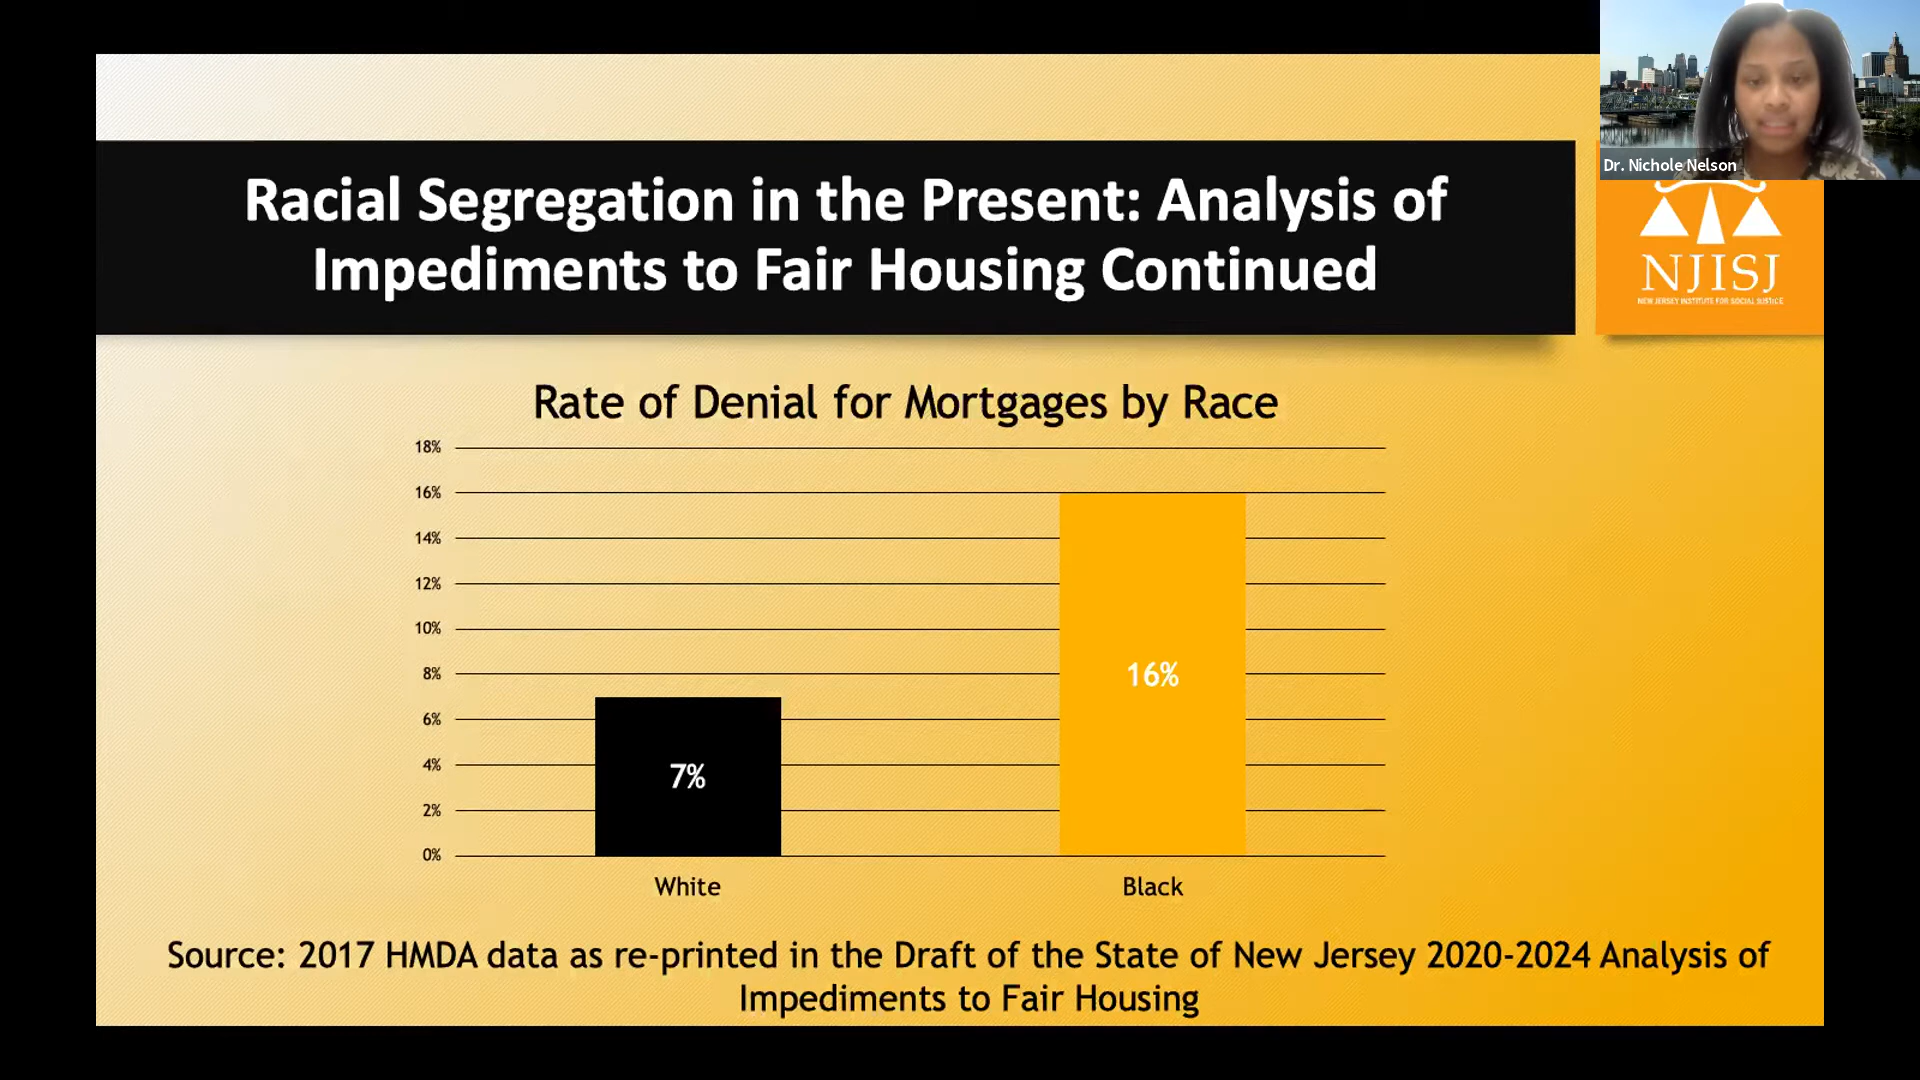 Dr. Nichole Nelson
Racial Segregation in the Present: Analysis of
Impediments to Fair Housing Continued
NJISJ
NEW JERSEY INSTITUTE FOR SOCIAL JUSTICE
Rate of Denial for Mortgages by Race
18%
16%
14%
12%
10%
8%
6%
4%
2%
0%
7%
16%
White
Black
Source: 2017 HMDA data as re-printed in the Draft of the State of New Jersey 2020-2024 Analysis of
Impediments to Fair Housing